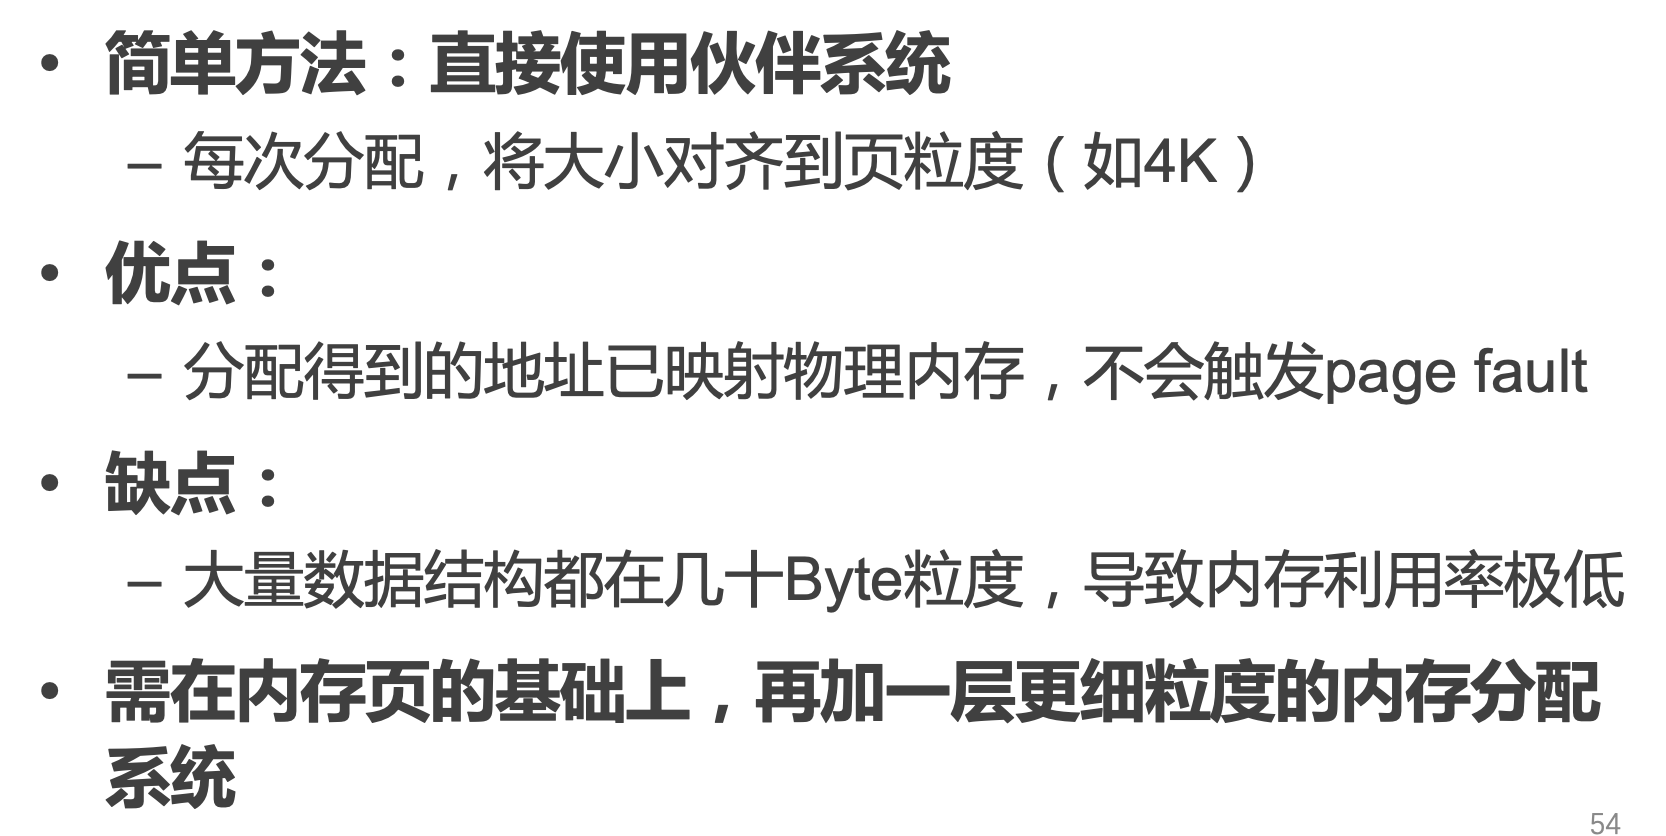 • 简单方法：直接使用伙伴系统
– 每次分配，将大小对齐到页粒度（如4K）
• 优点：
– 分配得到的地址已映射物理内存，不会触发page fault
• 缺点：
– 大量数据结构都在几十Byte粒度，导致内存利用率极低
• 需在内存页的基础上，再加一层更细粒度的内存分配
系统
54